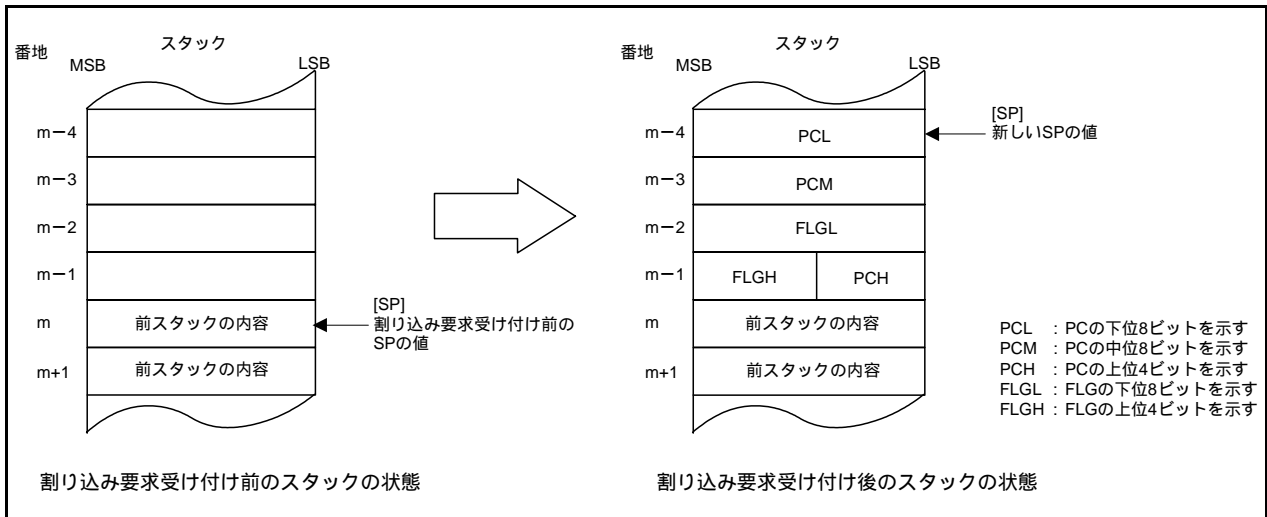 番地
スタック
MSB
LSB
m－4
m－3
m－2
m－1
m
前スタックの内容
m+1
前スタックの内容
[SP]
割り込み要求受け付け前の
SPの値
割り込み要求受け付け前のスタックの状態
番地
スタック
MSB
LSB
m－4
PCL
m－3
PCM
m－2
FLGL
m－1
FLGH
PCH
m
前スタックの内容
m+1
前スタックの内容
[SP]
新しいSPの値
PCL ：PCの下位8ビットを示す
PCM ：PCの中位8ビットを示す
PCH ：PCの上位4ビットを示す
FLGL ：FLGの下位8ビットを示す
FLGH ：FLGの上位4ビットを示す
割り込み要求受け付け後のスタックの状態